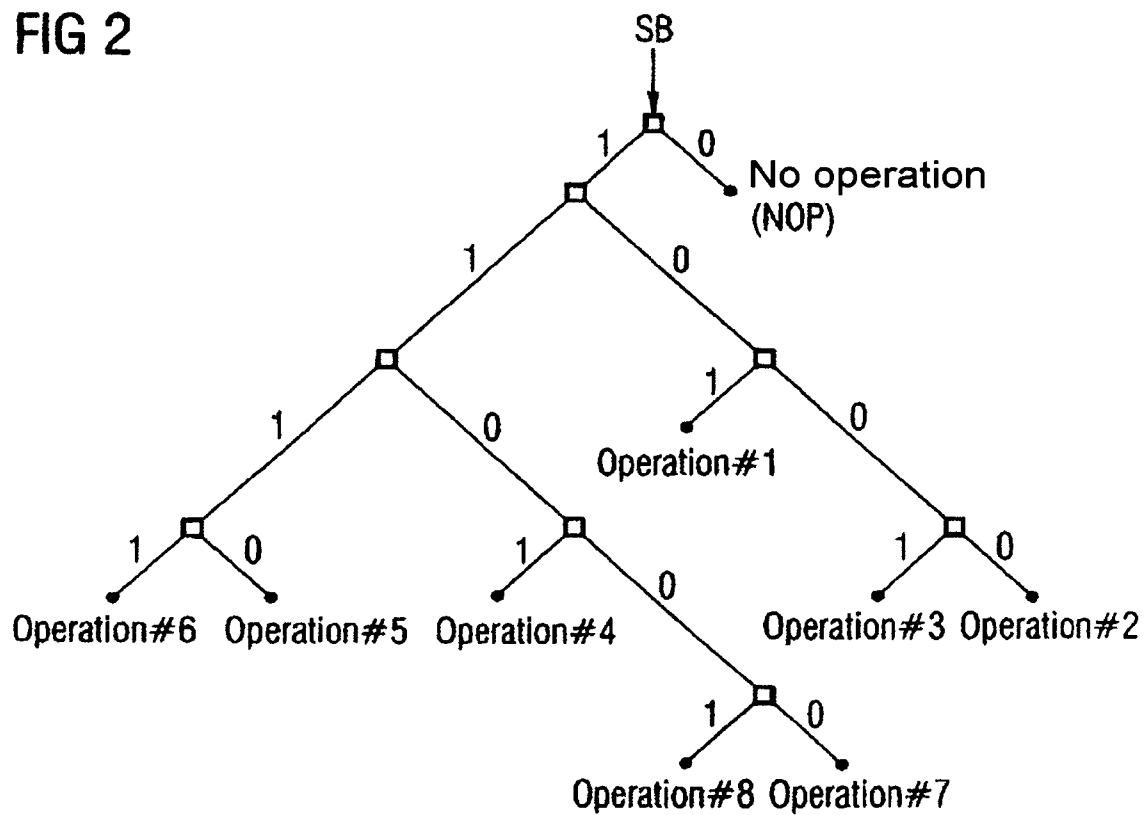 FIG 2
SB
1 0
No operation
(NOP)
1 0
1 0
1 0
Operation#1
1 0 1 0 1 0
Operation#6 Operation#5 Operation#4 Operation#3 Operation#2
1 0
Operation#8 Operation#7